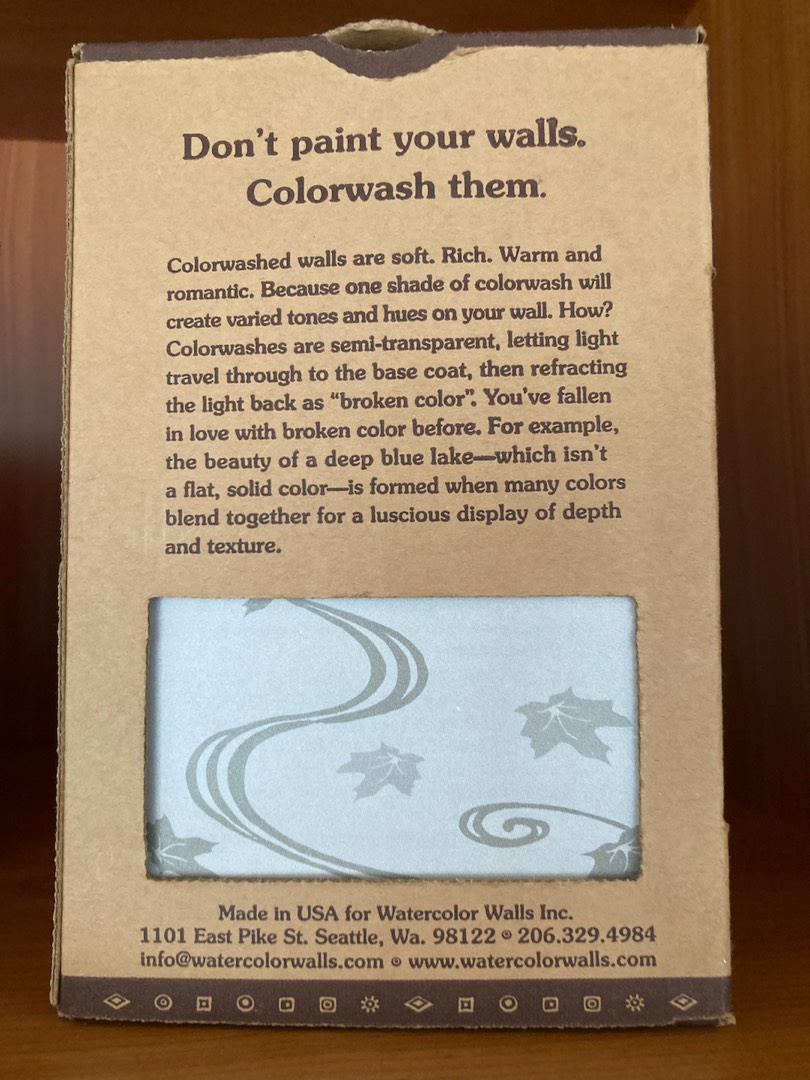 Don't paint your walls.
Colorwash them.
Colorwashed walls are soft. Rich. Warm and
romantic. Because one shade of colorwash will
create varied tones and hues on your wall. How?
Colorwashes are semi-transparent, letting light
travel through to the base coat, then refracting
the light back as “broken color”. You've fallen
in love with broken color before. For example,
the beauty of a deep blue lake—which isn't
a flat, solid color—is formed when many colors
blend together for a luscious display of depth
and texture.
Made in USA for Watercolor Walls Inc.
1101 East Pike St. Seattle, Wa. 98122 ⊙ 206.329.4984
info@watercolorwalls.com ⊙ www.watercolorwalls.com